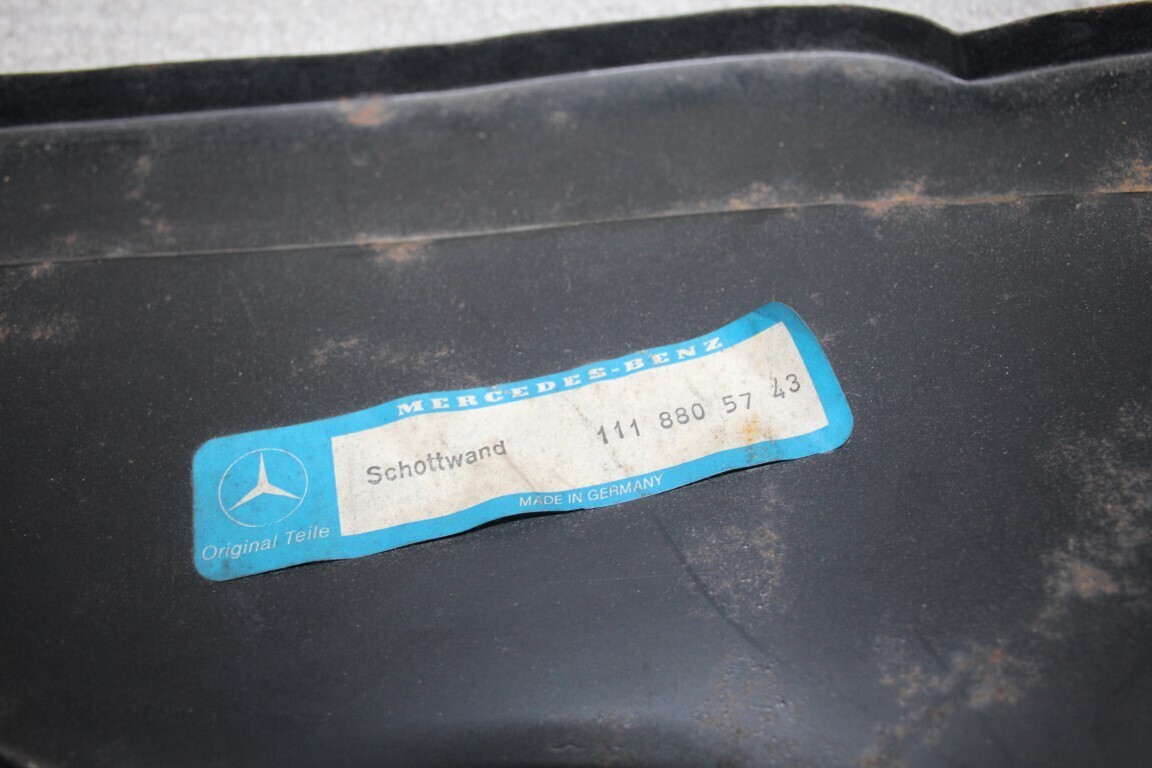 MERCEDES-BENZ
Schottwand 111 880 57 43
MADE IN GERMANY
Original Teile